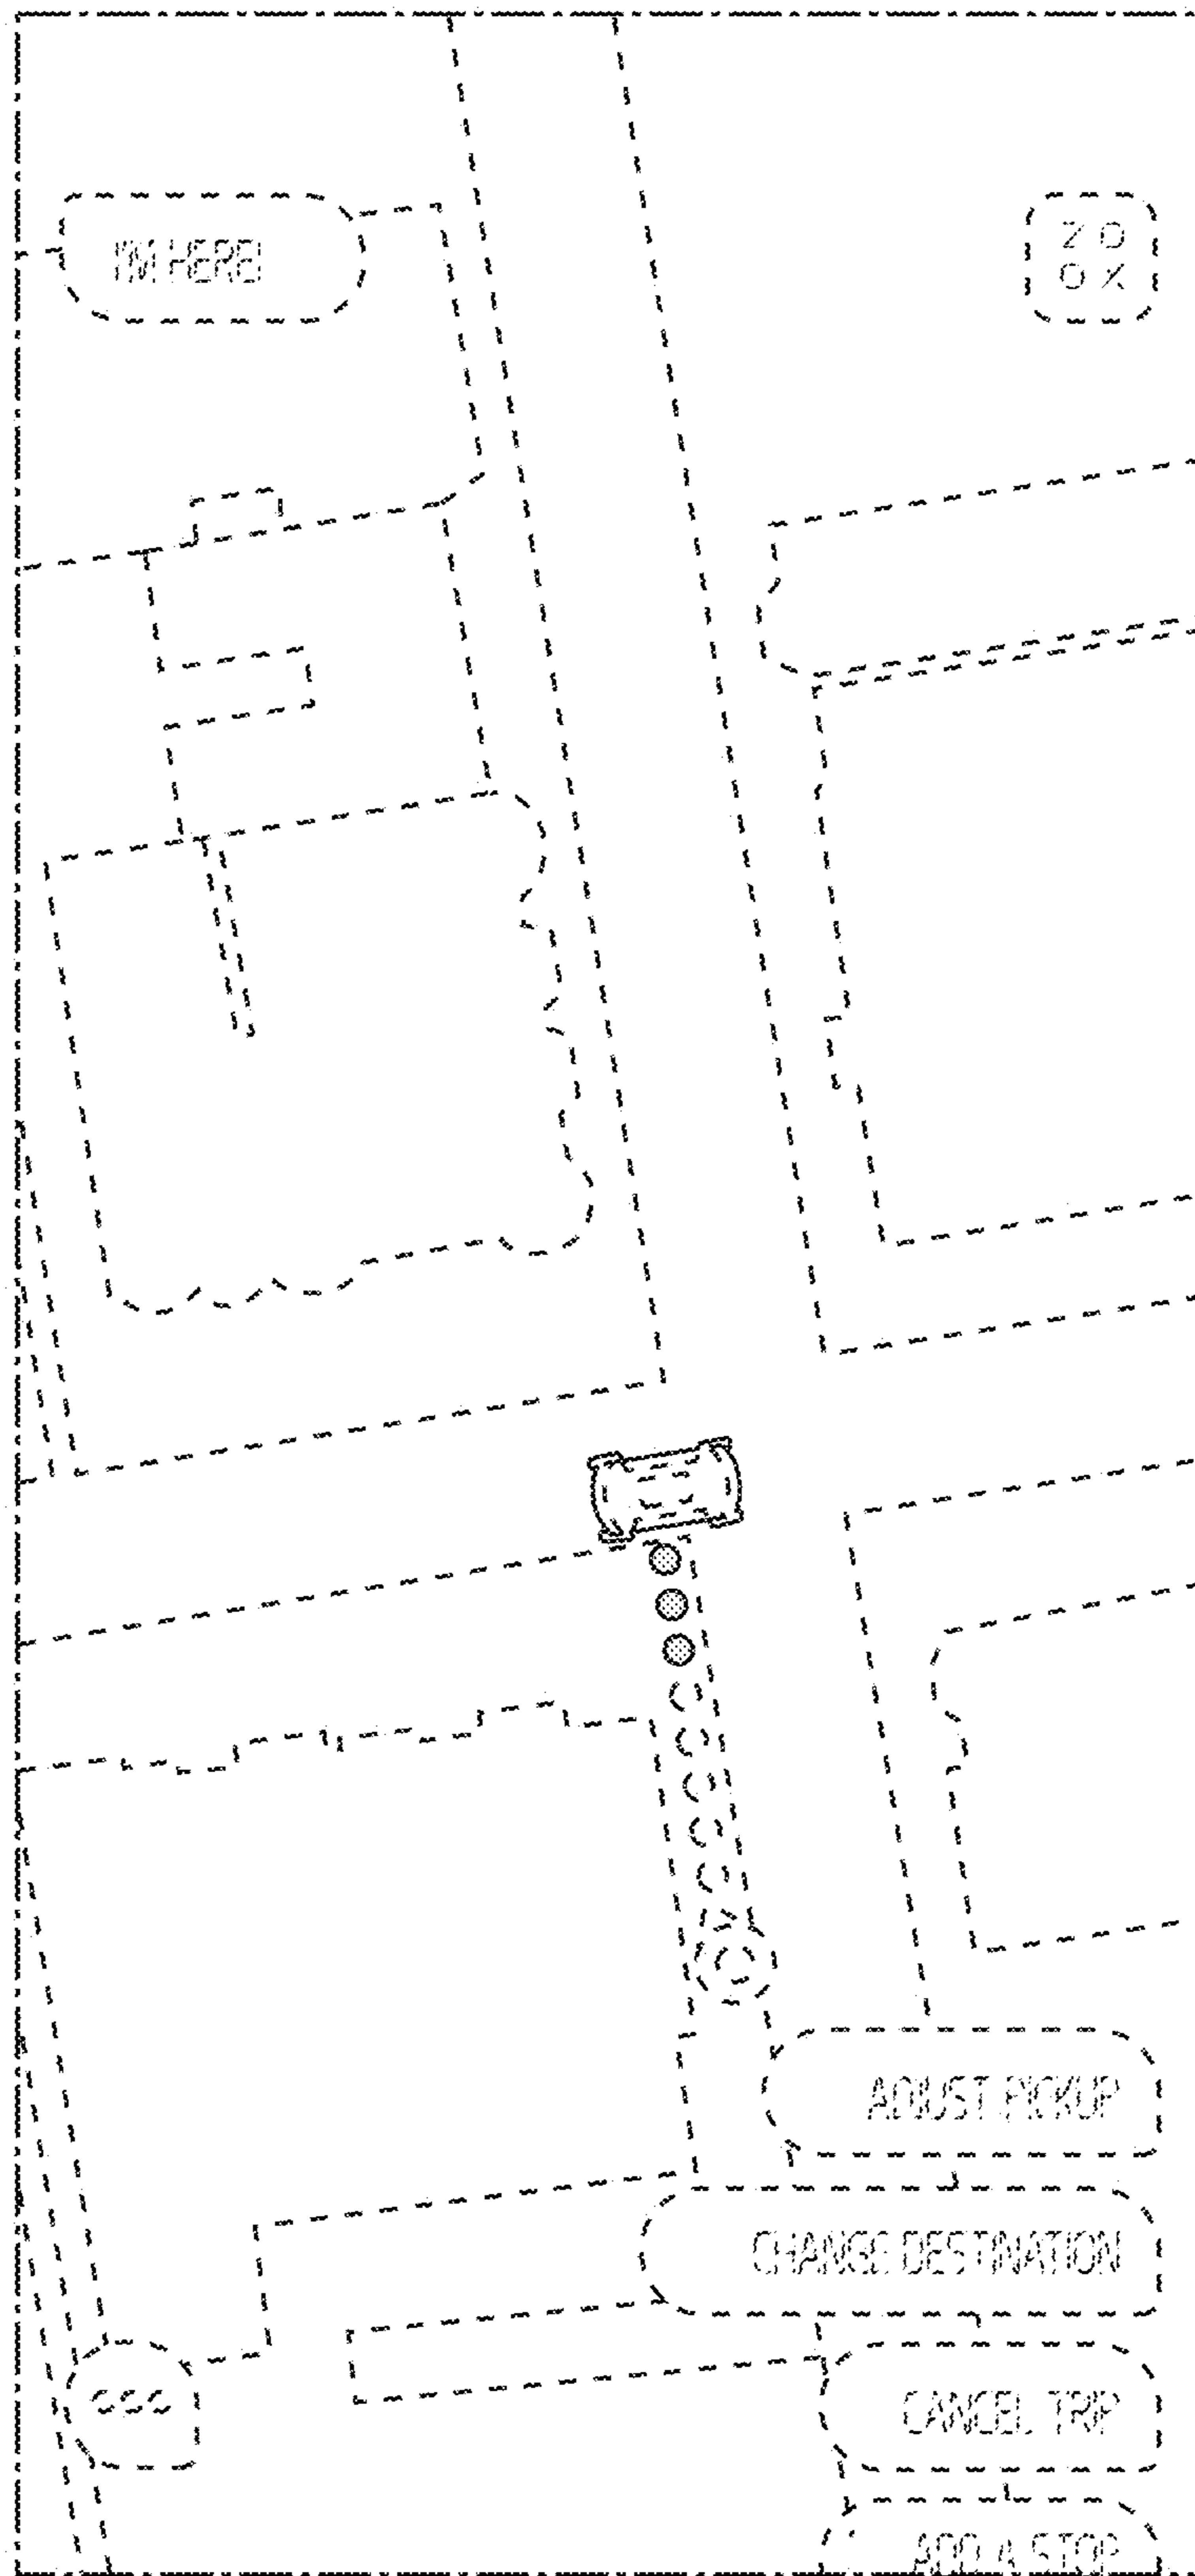 I'M HERE!
Z O
O X
ADJUST PICKUP
CHANGE DESTINATION
CANCEL TRIP
ADD A STOP